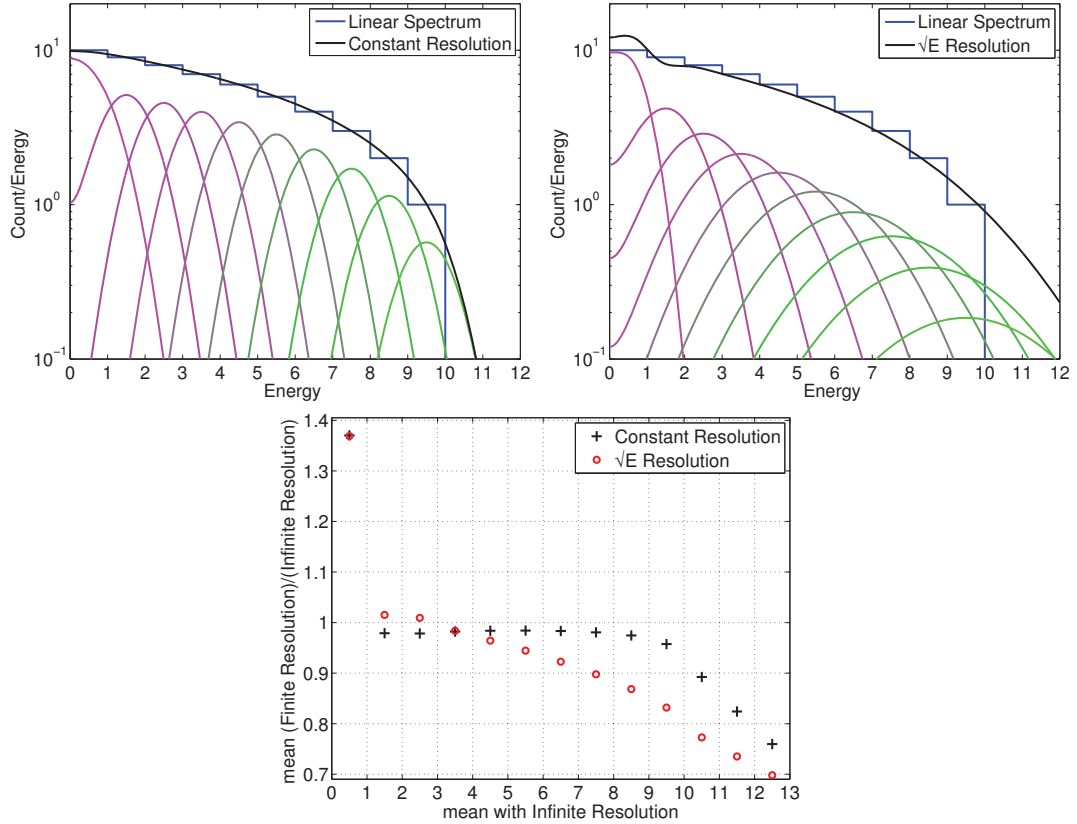 Linear Spectrum
Constant Resolution
Count/Energy
10^1
10^0
10^-1
0 1 2 3 4 5 6 7 8 9 10 11 12
Energy
Linear Spectrum
√E Resolution
Count/Energy
10^1
10^0
10^-1
0 1 2 3 4 5 6 7 8 9 10 11 12
Energy
Constant Resolution
√E Resolution
mean (Finite Resolution)/(Infinite Resolution)
1.4
1.3
1.2
1.1
1
0.9
0.8
0.7
0 1 2 3 4 5 6 7 8 9 10 11 12 13
mean with Infinite Resolution